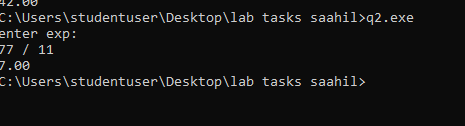 42.00
C:\Users\studentuser\Desktop\lab tasks saahil>q2.exe
enter exp:
77 / 11
7.00
C:\Users\studentuser\Desktop\lab tasks saahil>